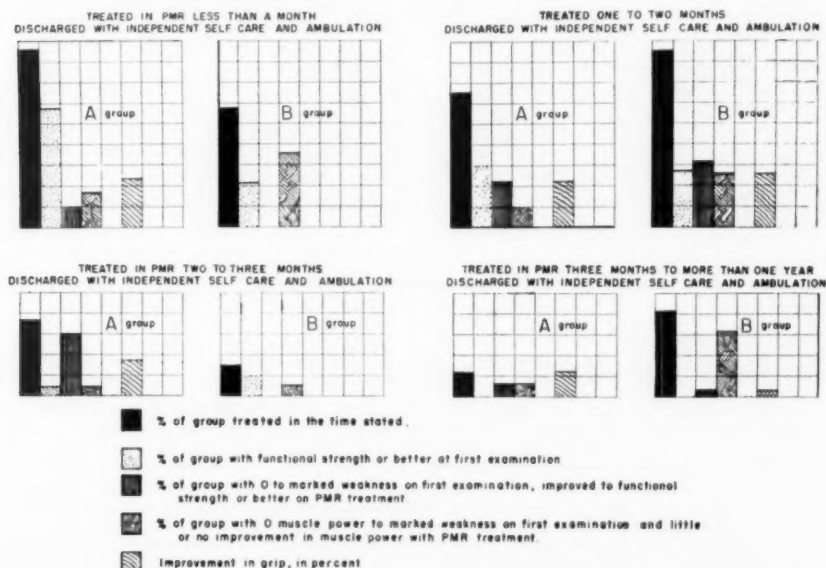 TREATED IN PMR LESS THAN A MONTH
DISCHARGED WITH INDEPENDENT SELF CARE AND AMBULATION
A group
B group
TREATED ONE TO TWO MONTHS
DISCHARGED WITH INDEPENDENT SELF CARE AND AMBULATION
A group
B group
TREATED IN PMR TWO TO THREE MONTHS
DISCHARGED WITH INDEPENDENT SELF CARE AND AMBULATION
A group
B group
TREATED IN PMR THREE MONTHS TO MORE THAN ONE YEAR
DISCHARGED WITH INDEPENDENT SELF CARE AND AMBULATION
A group
B group
% of group treated in the time stated.
% of group with functional strength or better at first examination
% of group with 0 to marked weakness on first examination, improved to functional
strength or better on PMR treatment.
% of group with 0 muscle power to marked weakness on first examination and little
or no improvement in muscle power with PMR treatment.
Improvement in grip, in percent